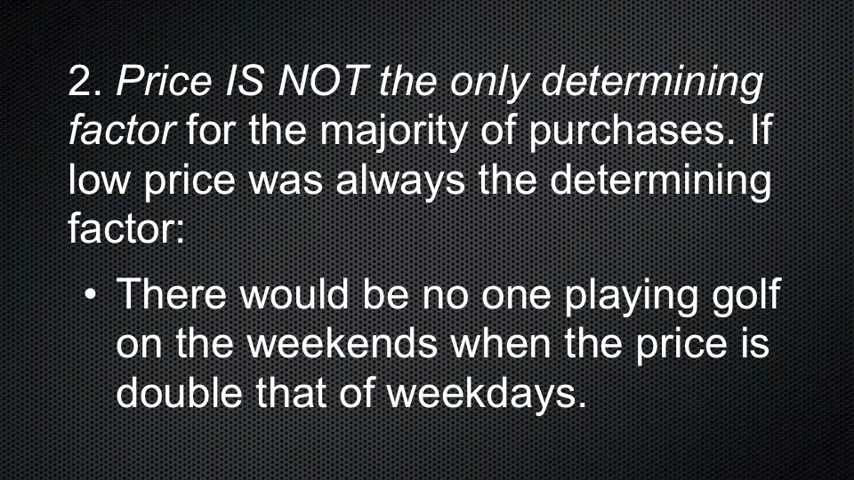 2. Price IS NOT the only determining
factor for the majority of purchases. If
low price was always the determining
factor:
• There would be no one playing golf
on the weekends when the price is
double that of weekdays.